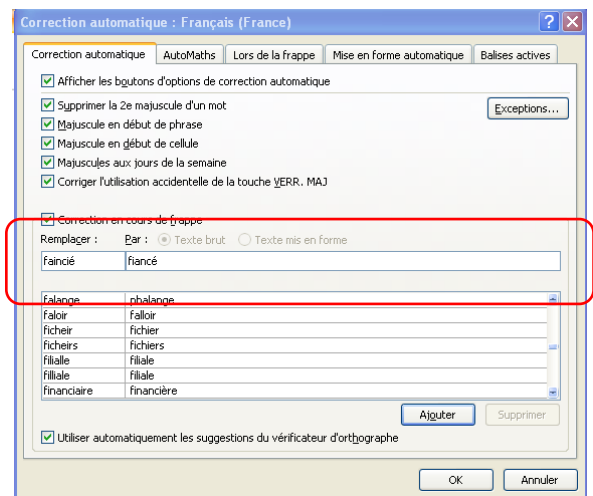 Correction automatique : Français (France)
Correction automatique AutoMaths Lors de la frappe Mise en forme automatique Balises actives
Afficher les boutons d'options de correction automatique
Supprimer la 2e majuscule d'un mot Exceptions...
Majuscule en début de phrase
Majuscule en début de cellule
Majuscules aux jours de la semaine
Corriger l'utilisation accidentelle de la touche VERR. MAJ
Correction en cours de frappe
Remplacer : Par : Texte brut Texte mis en forme
faincié fiancé
falange phalange
faloir falloir
ficheir fichier
ficheirs fichiers
filialle filiale
filliale filiale
financiaire financière
Ajouter Supprimer
Utiliser automatiquement les suggestions du vérificateur d'orthographe
OK Annuler